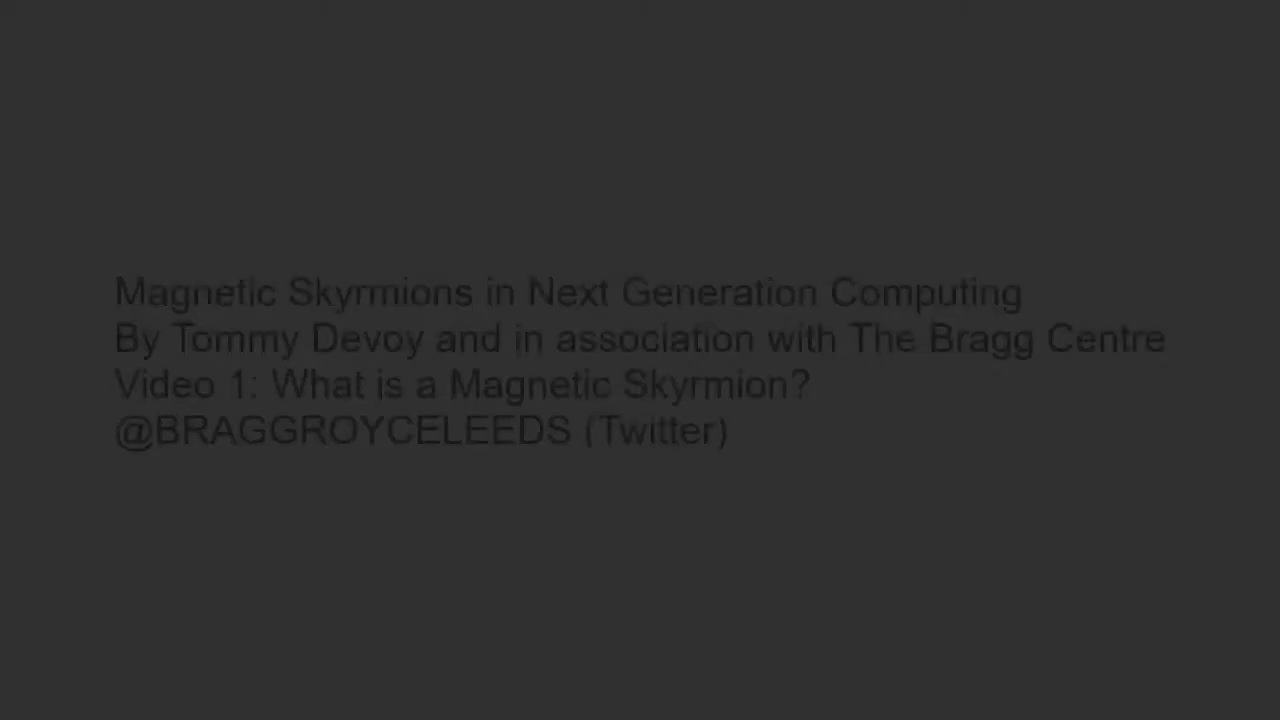 Magnetic Skyrmions in Next Generation Computing
By Tommy Devoy and in association with The Bragg Centre
Video 1: What is a Magnetic Skyrmion?
@BRAGGROYCELEEDS (Twitter)